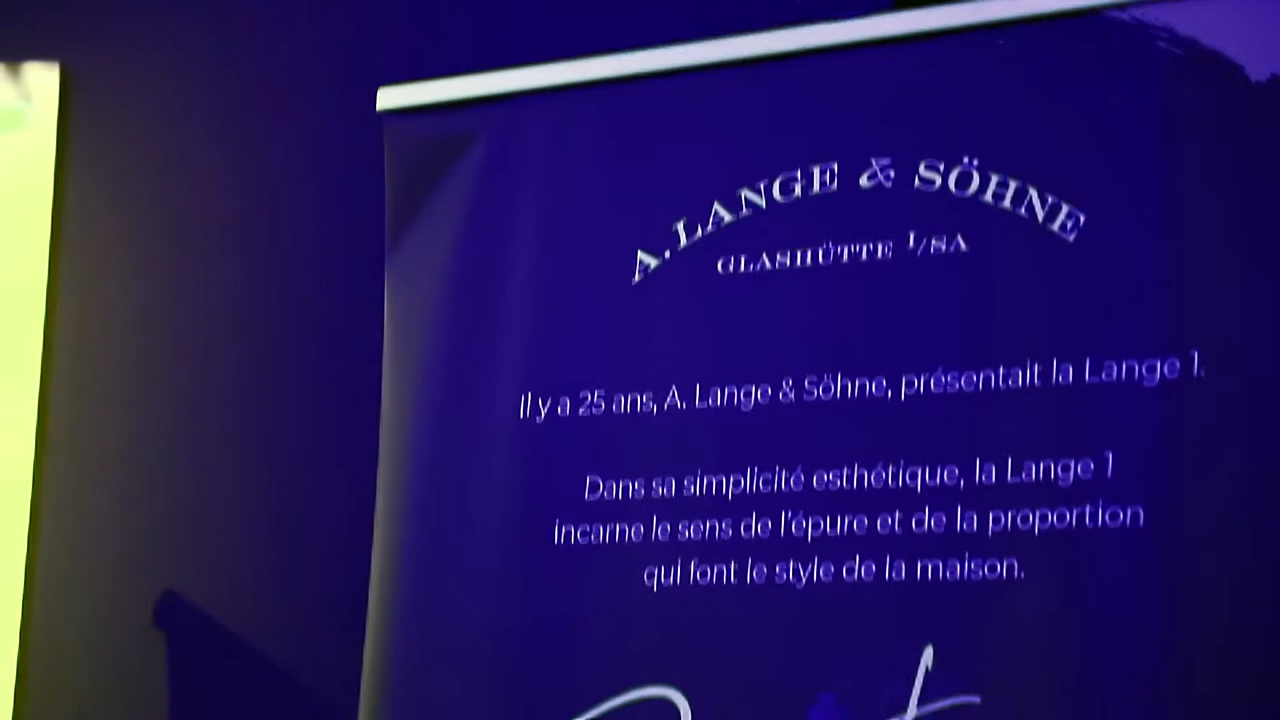 A. LANGE & SÖHNE
GLASHÜTTE I/SA
Il y a 25 ans, A. Lange & Söhne, présentait la Lange 1.
Dans sa simplicité esthétique, la Lange 1
incarne le sens de l'épure et de la proportion
qui font le style de la maison.